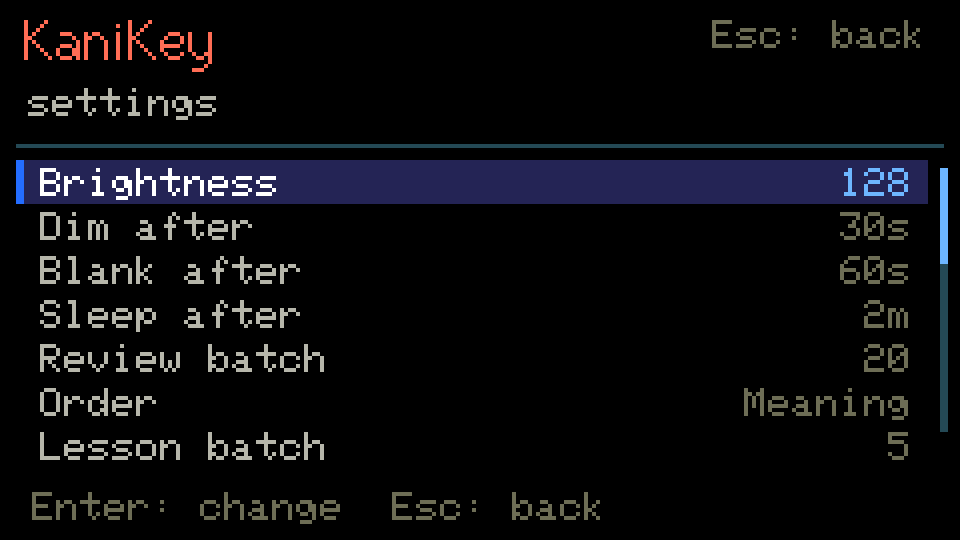 KaniKey Esc: back
settings
Brightness 128
Dim after 30s
Blank after 60s
Sleep after 2m
Review batch 20
Order Meaning
Lesson batch 5
Enter: change Esc: back